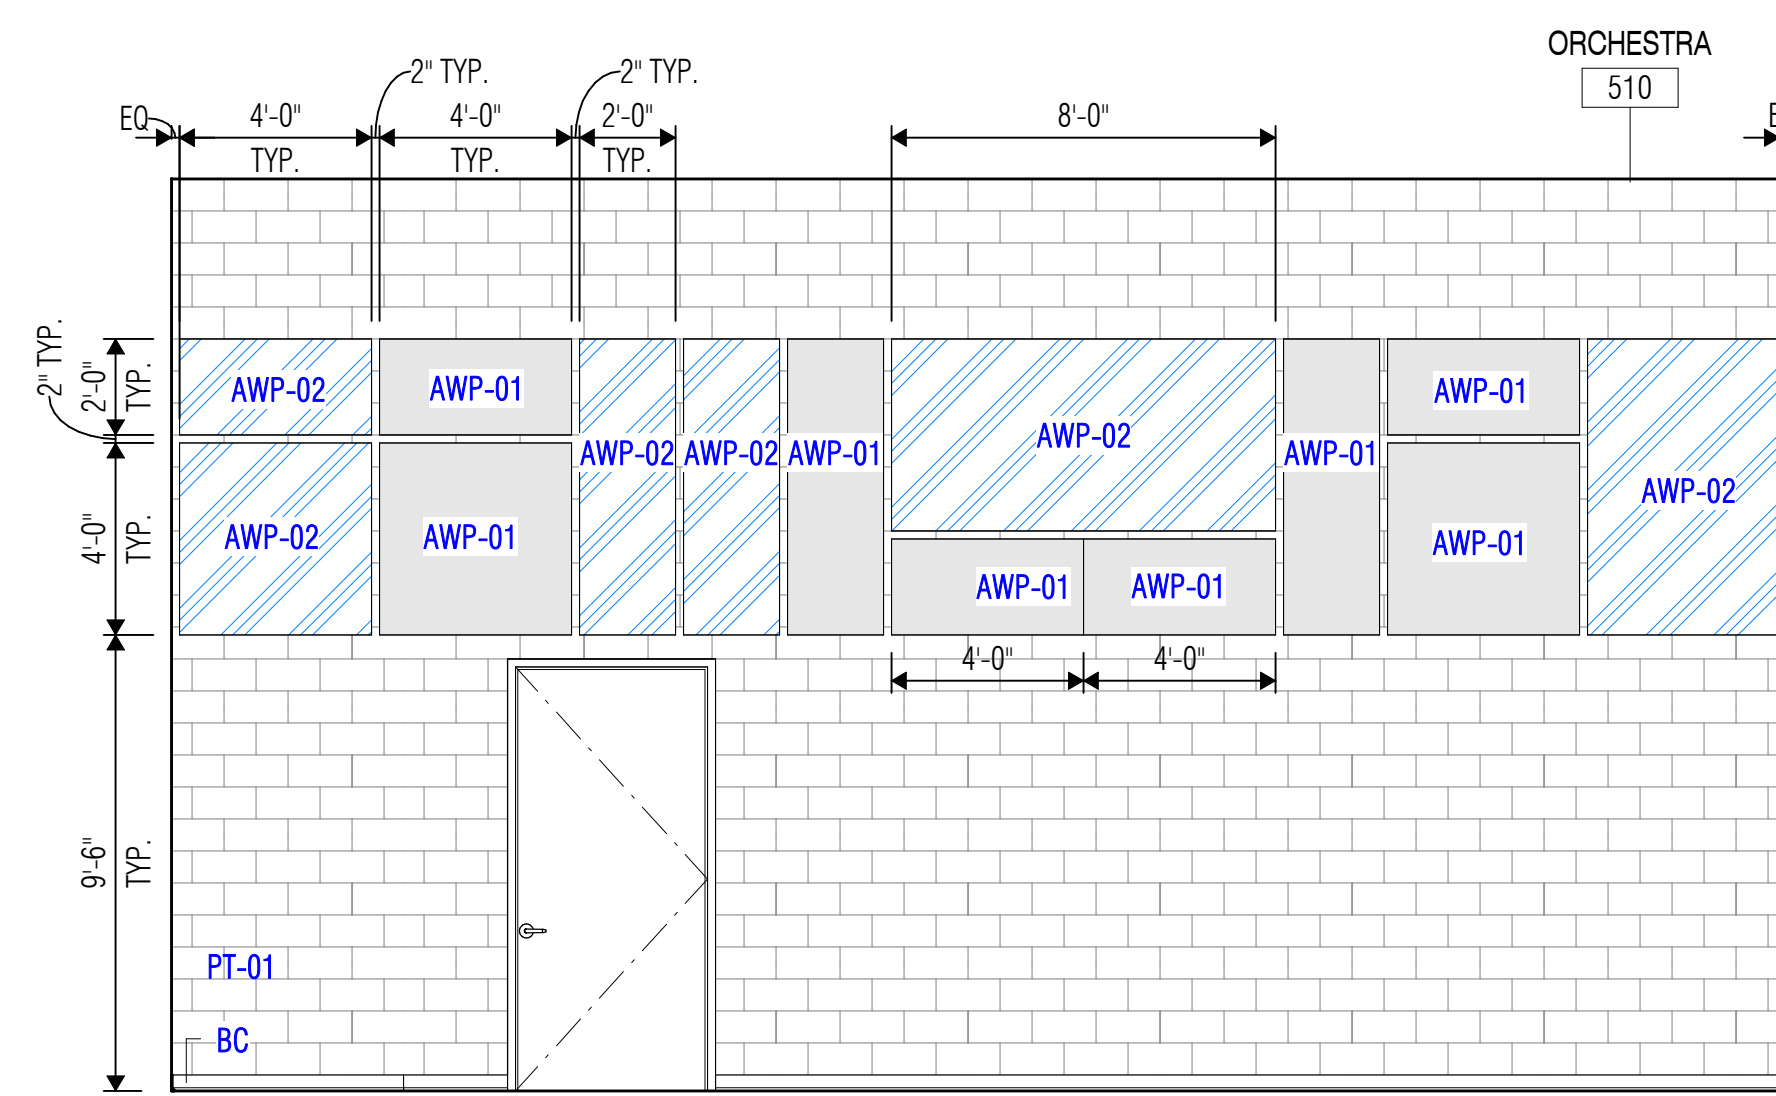 ORCHESTRA
510
2" TYP.
2" TYP.
EQ
4'-0"
TYP.
4'-0"
TYP.
2'-0"
TYP.
8'-0"
2" TYP.
2'-0"
TYP.
4'-0"
TYP.
9'-6"
TYP.
AWP-02
AWP-01
AWP-02
AWP-01
AWP-02
AWP-02
AWP-01
AWP-02
AWP-01
AWP-01
AWP-01
AWP-01
AWP-01
AWP-02
4'-0"
4'-0"
PT-01
BC